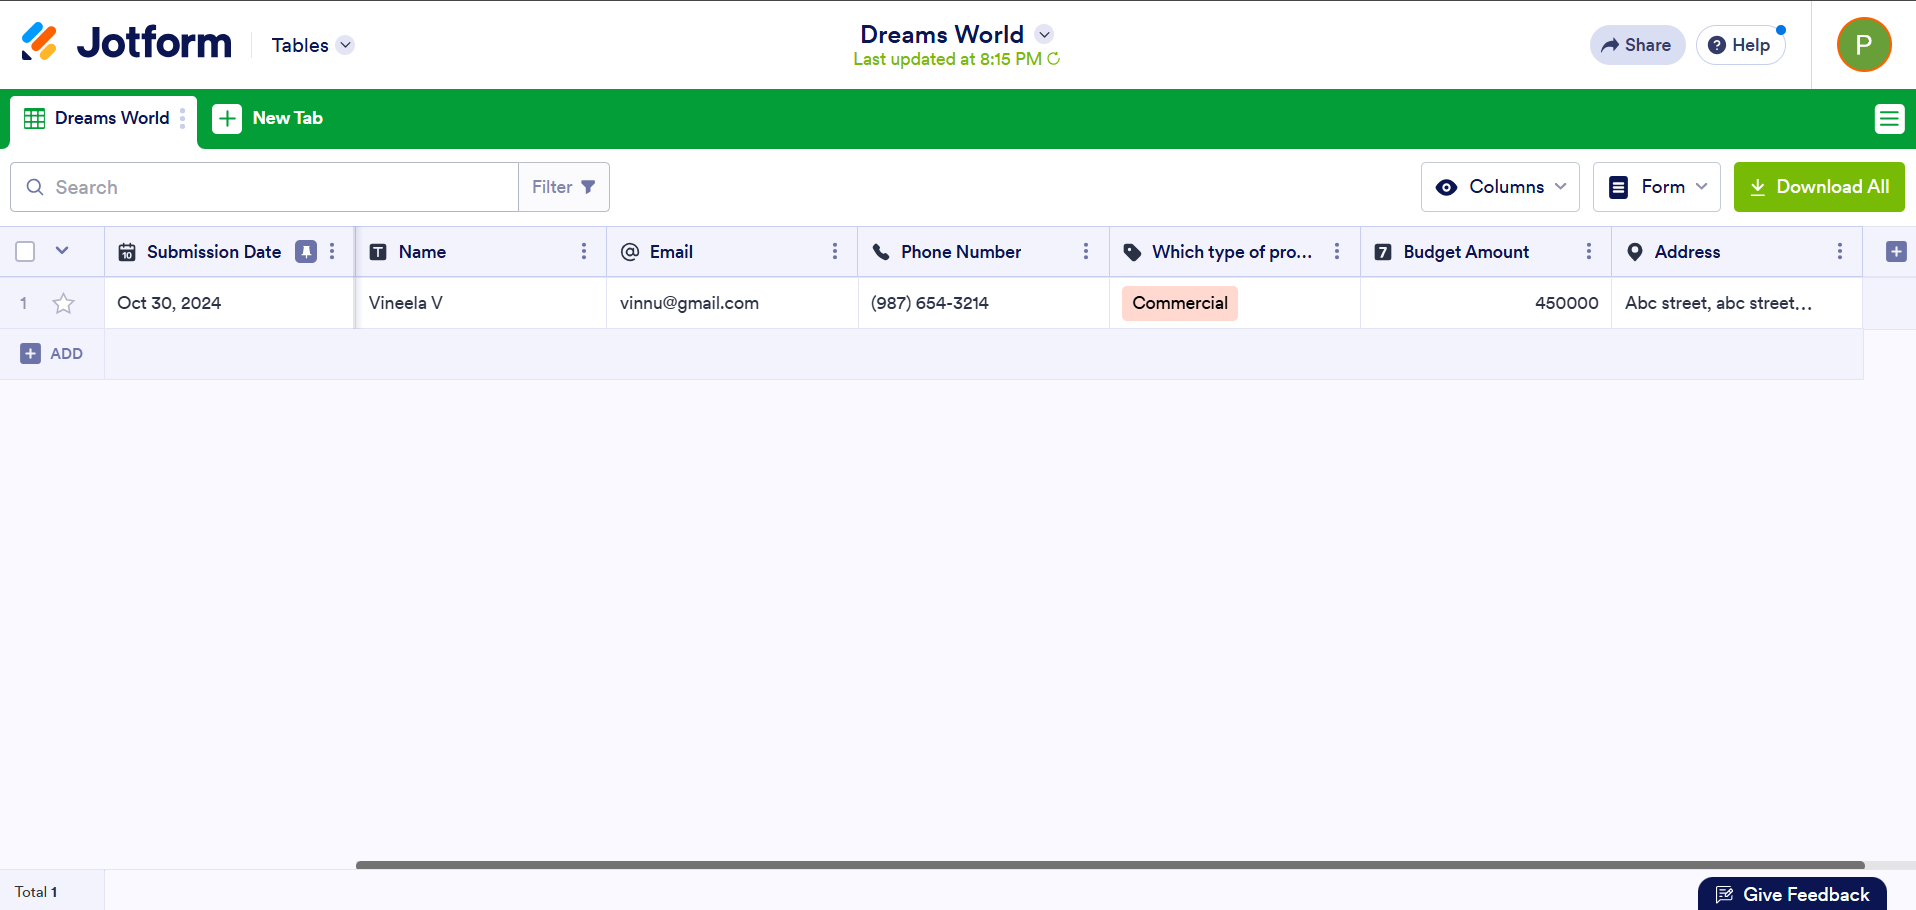 Jotform
Tables
Dreams World
Last updated at 8:15 PM
Share
Help
P
Dreams World
New Tab
Search
Filter
Columns
Form
Download All
Submission Date
Name
Email
Phone Number
Which type of pro...
Budget Amount
Address
1
Oct 30, 2024
Vineela V
vinnu@gmail.com
(987) 654-3214
Commercial
450000
Abc street, abc street...
ADD
Total 1
Give Feedback